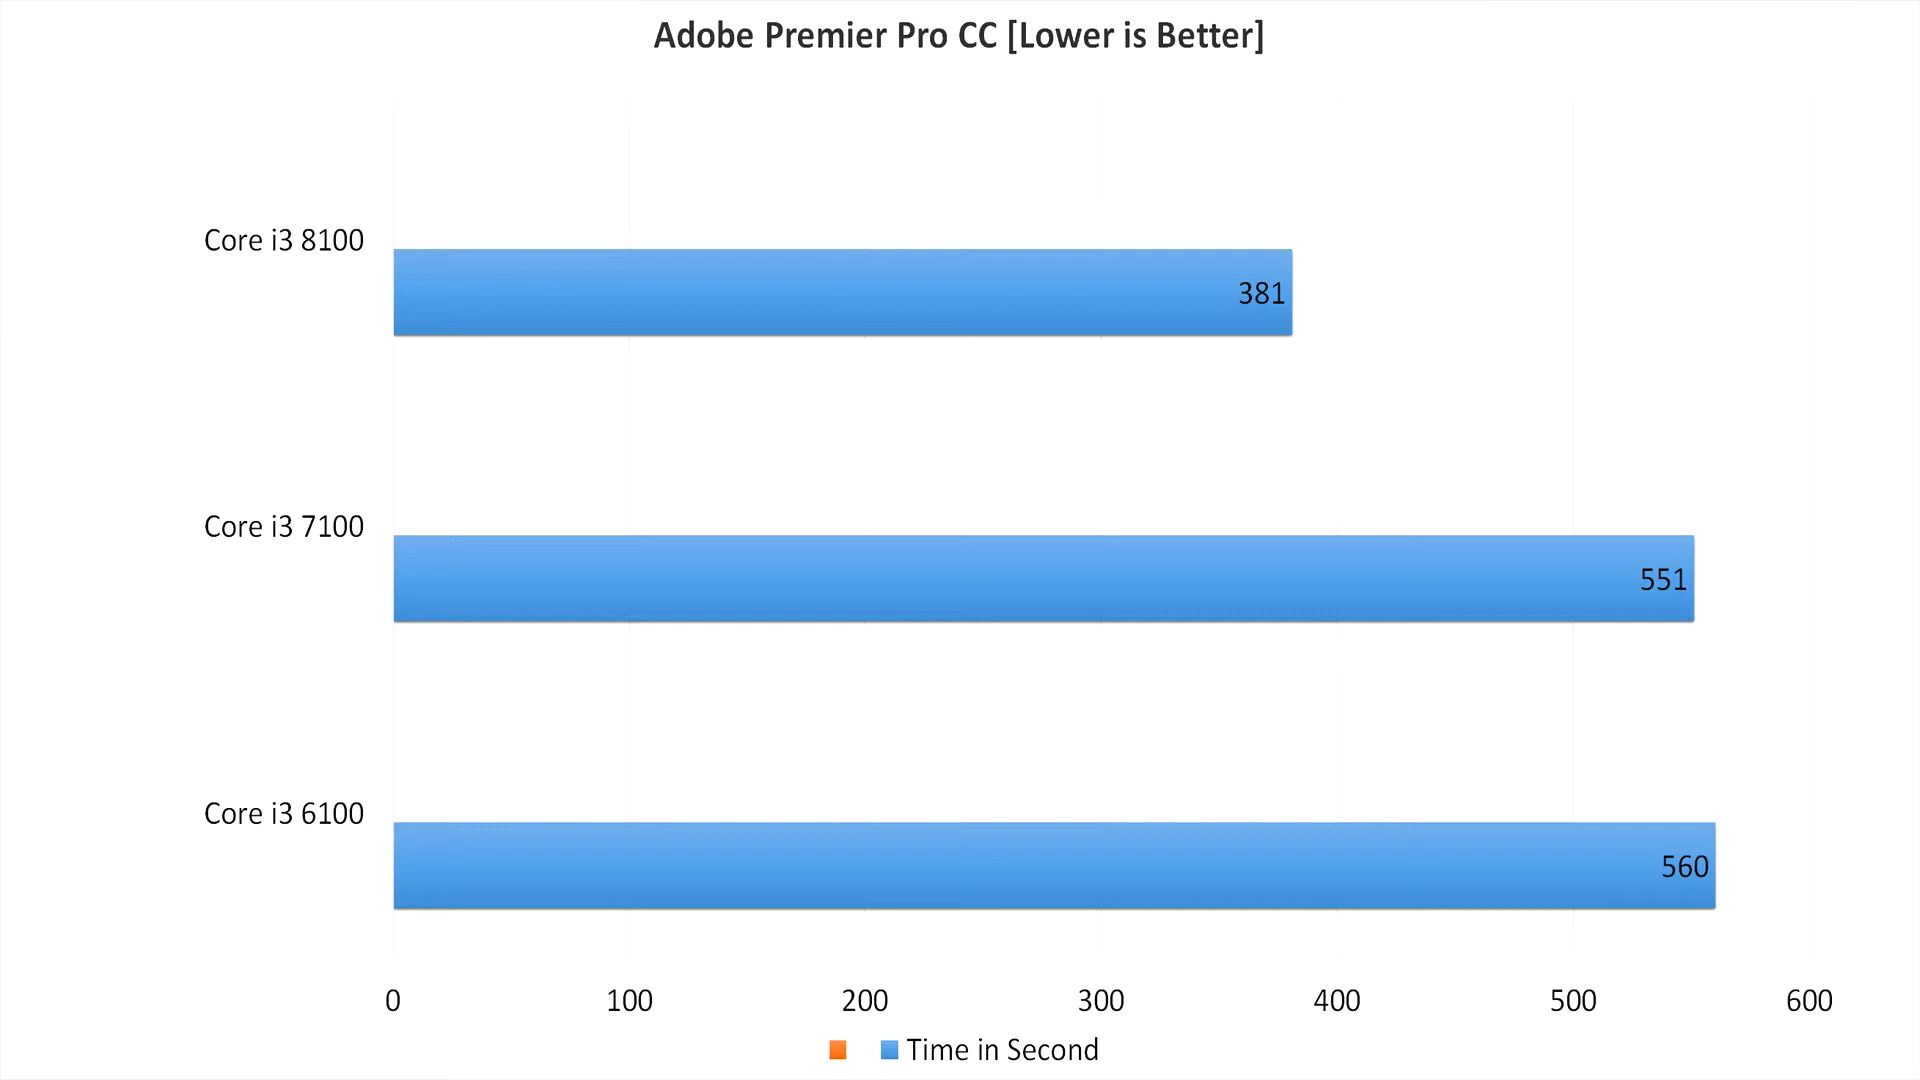 Adobe Premier Pro CC [Lower is Better]
Core i3 8100
381
Core i3 7100
551
Core i3 6100
560
0 100 200 300 400 500 600
Time in Second